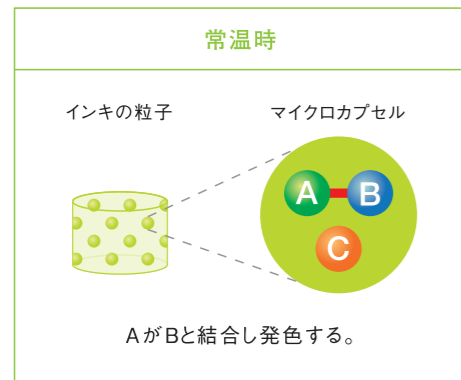 常温時
インキの粒子
マイクロカプセル
A B
C
AがBと結合し発色する。